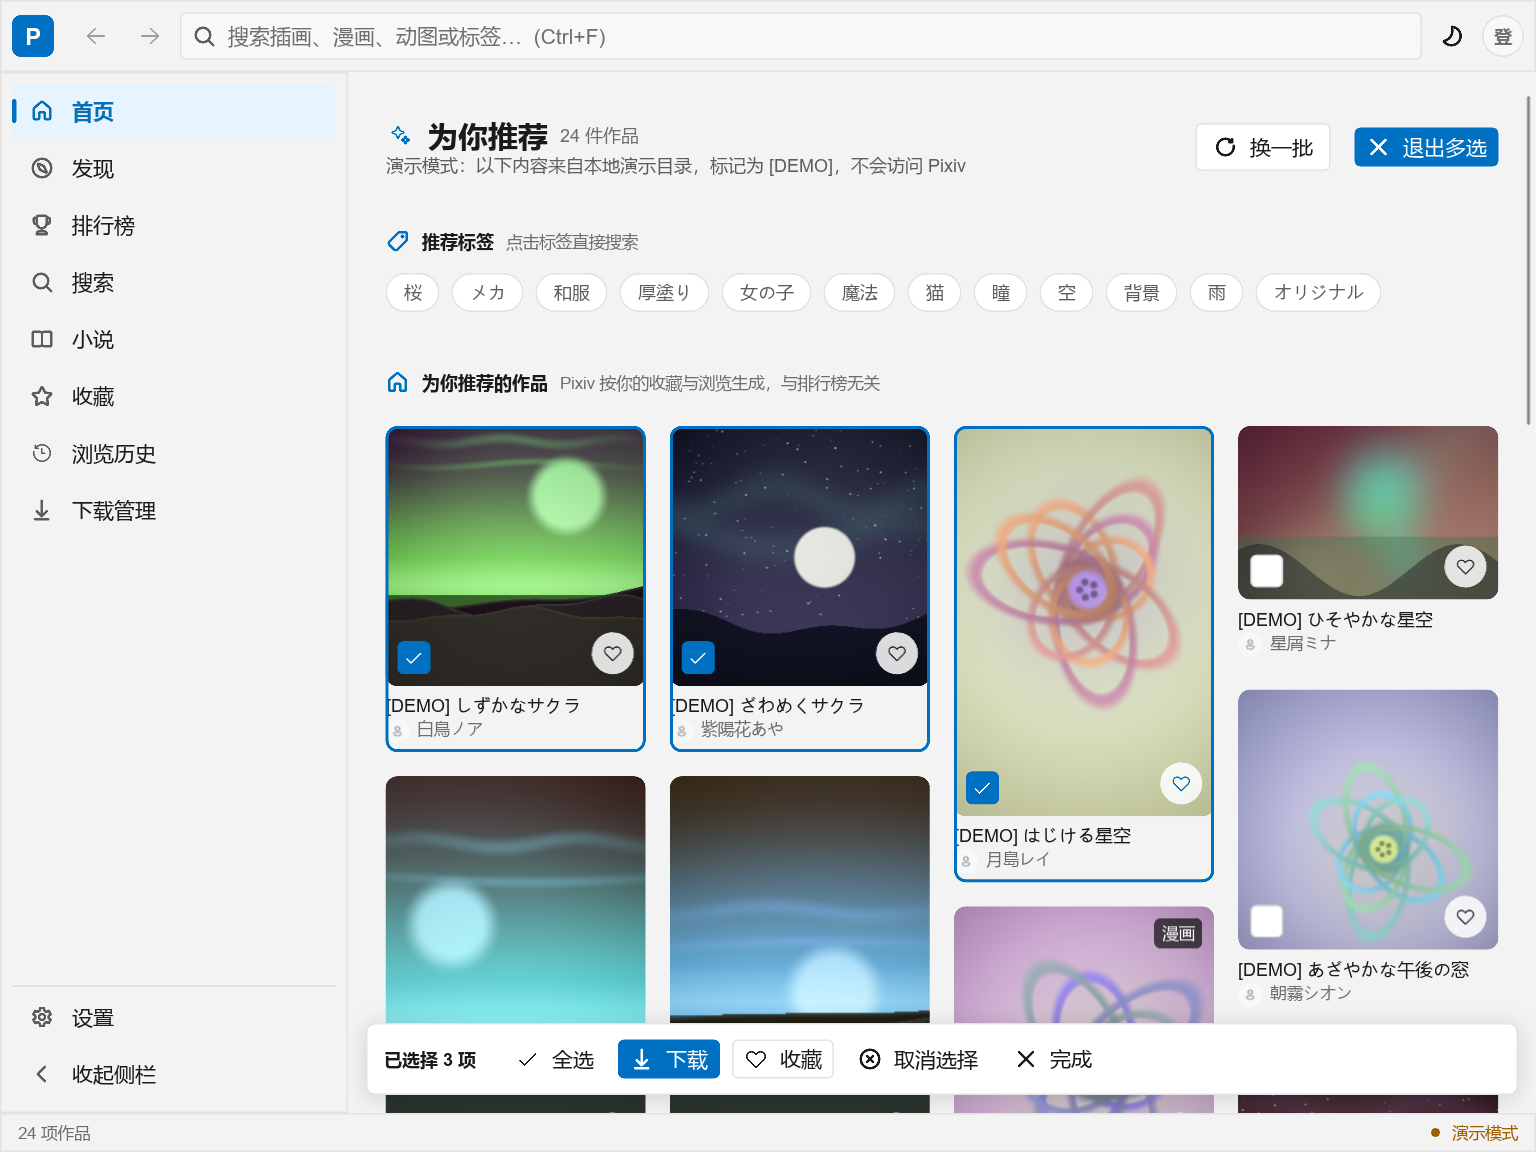 P
搜索插画、漫画、动图或标签… (Ctrl+F)
登
首页
发现
排行榜
搜索
小说
收藏
浏览历史
下载管理
设置
收起侧栏
为你推荐 24 件作品
演示模式：以下内容来自本地演示目录，标记为 [DEMO]，不会访问 Pixiv
换一批
退出多选
推荐标签 点击标签直接搜索
桜 メカ 和服 厚塗り 女の子 魔法 猫 瞳 空 背景 雨 オリジナル
为你推荐的作品 Pixiv 按你的收藏与浏览生成，与排行榜无关
[DEMO] しずかなサクラ
白鳥ノア
[DEMO] ざわめくサクラ
紫陽花あや
[DEMO] はじける星空
月島レイ
[DEMO] ひそやかな星空
星屑ミナ
漫画
[DEMO] あざやかな午後の窓
朝霧シオン
已选择 3 项 全选 下载 收藏 取消选择 完成
24 项作品
演示模式